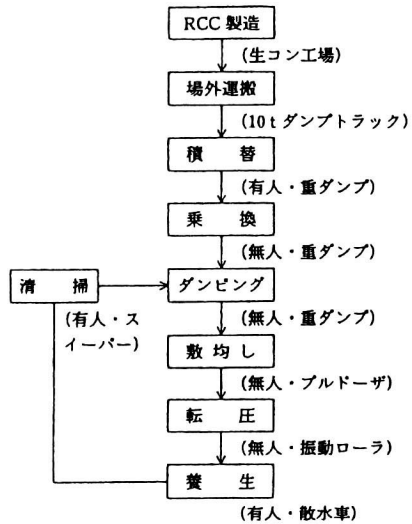 RCC 製造
(生コン工場)
場外運搬
(10 t ダンプトラック)
積 替
(有人・重ダンプ)
乗 換
(無人・重ダンプ)
清 掃
ダンピング
(有人・ス
イーパー)
(無人・重ダンプ)
敷 均 し
(無人・ブルドーザ)
転 圧
(無人・振動ローラ)
養 生
(有人・散水車)